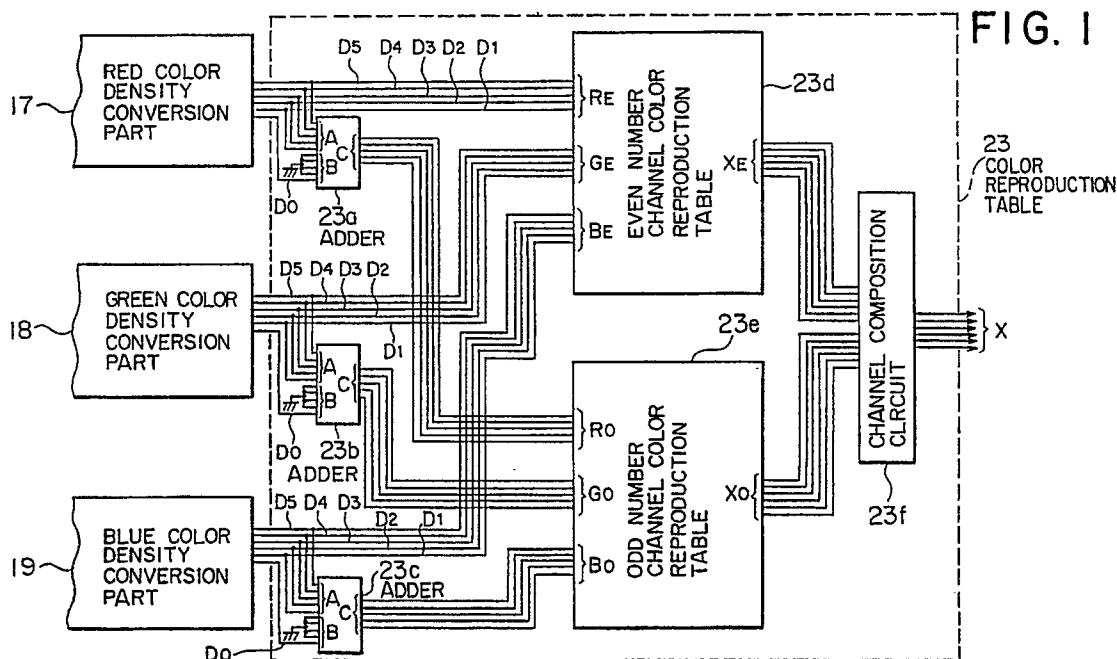 FIG. 1
17
RED COLOR
DENSITY
CONVERSION
PART
D5 D4 D3 D2 D1
A
B
C
D0
23a
ADDER
RE
GE
BE
EVEN NUMBER
CHANNEL COLOR
REPRODUCTION
TABLE
XE
23d
23
COLOR
REPRODUCTION
TABLE
18
GREEN COLOR
DENSITY
CONVERSION
PART
D5 D4 D3 D2
D1
A
B
C
D0
23b
ADDER
23e
RO
GO
BO
ODD NUMBER
CHANNEL COLOR
REPRODUCTION
TABLE
XO
CHANNEL COMPOSITION
CLRCUIT
23f
X
19
BLUE COLOR
DENSITY
CONVERSION
PART
D5 D4 D3 D2 D1
A
B
C
D0
23c
ADDER